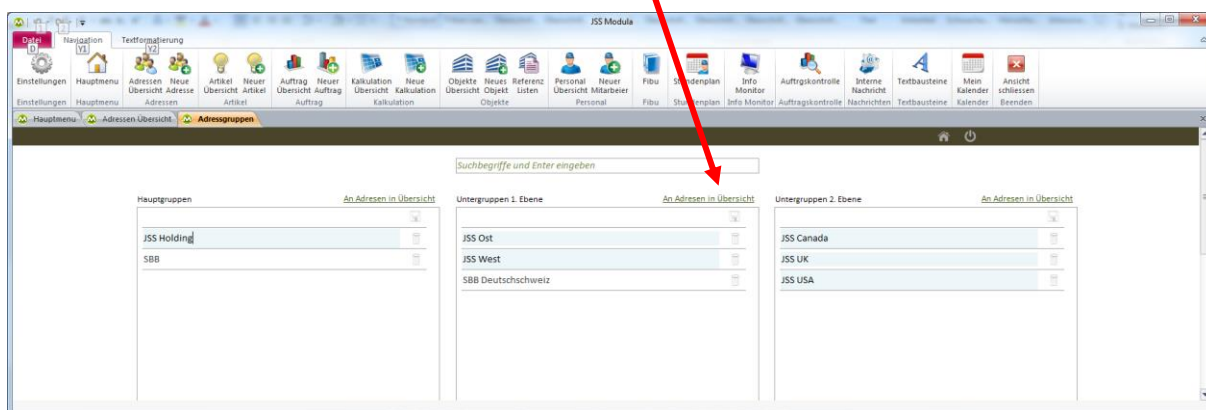 JSS Modula
Datei Navigation Textformatierung
D Y1 Y2
Einstellungen Hauptmenu Adressen Übersicht Neue Adresse Artikel Übersicht Neuer Artikel Auftrag Übersicht Neuer Auftrag Kalkulation Übersicht Neue Kalkulation Objekte Übersicht Neues Objekt Referenz Listen Personal Übersicht Neuer Mitarbeier Fibu Stundenplan Info Monitor Auftrgskontrolle Interne Nachricht Textbausteine Mein Kalender Ansicht schliessen
Einstellungen Hauptmenu Adressen Artikel Auftrag Kalkulation Objekte Personal Fibu Stundenplan Info Monitor Auftragskontrolle Nachrichten Textbausteine Kalender Beenden
Hauptmenu Adressen Übersicht Adressgruppen
Suchbegriffe und Enter eingeben
Hauptgruppen An Adresen in Übersicht Untergruppen 1. Ebene An Adresen in Übersicht Untergruppen 2. Ebene An Adresen in Übersicht
JSS Holding JSS Ost JSS Canada
SBB JSS West JSS UK
SBB Deutschschweiz JSS USA